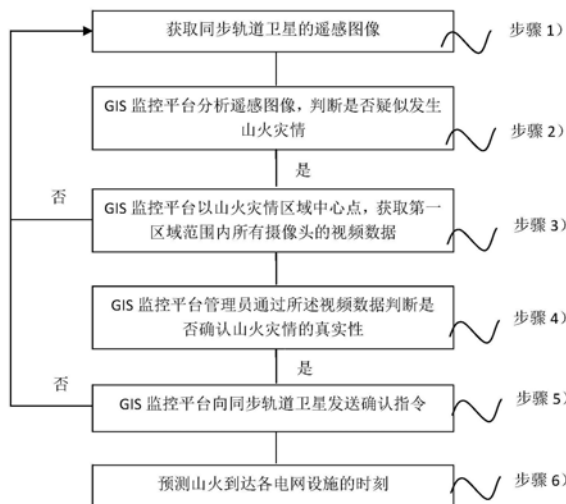 获取同步轨道卫星的遥感图像
步骤 1）
GIS 监控平台分析遥感图像，判断是否疑似发生
山火灾情
步骤 2）
是
否
GIS 监控平台以山火灾情区域中心点，获取第一
区域范围内所有摄像头的视频数据
步骤 3）
GIS 监控平台管理员通过所述视频数据判断是
否确认山火灾情的真实性
步骤 4）
是
否
GIS 监控平台向同步轨道卫星发送确认指令
步骤 5）
预测山火到达各电网设施的时刻
步骤 6）